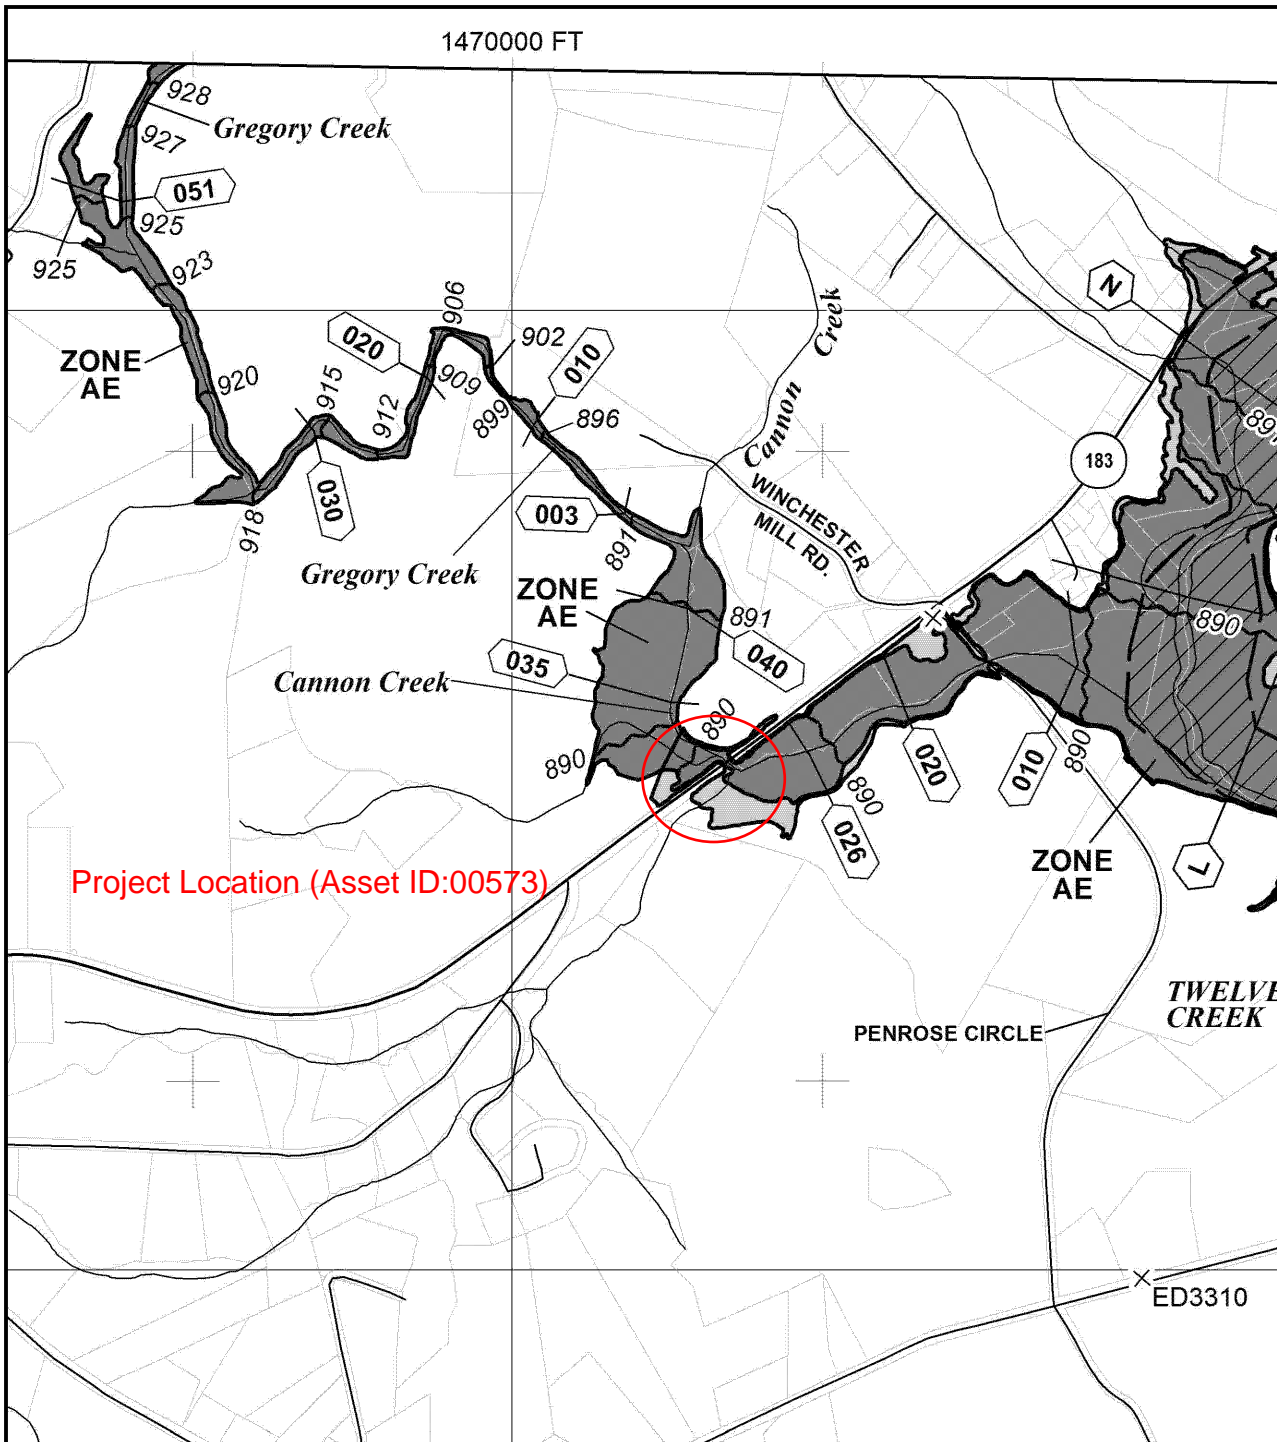 1470000 FT
928
Gregory Creek
927
051
925
925
923
906
N
902
020
010
Creek
ZONE
AE
920
915
909
912
899
896
Cannon
89
183
030
WINCHESTER
MILL RD.
003
918
891
Gregory Creek
ZONE
AE
891
890
035
040
Cannon Creek
890
890
020
010
890
890
026
ZONE
AE
L
Project Location (Asset ID:00573)
TWELVE
CREEK
PENROSE CIRCLE
ED3310